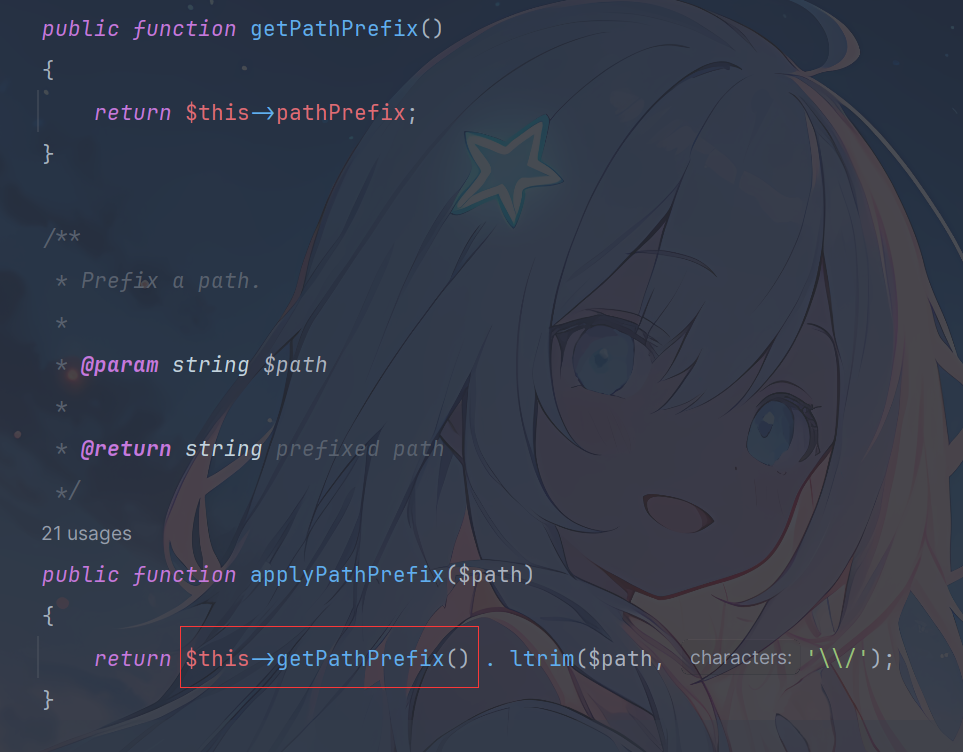 public function getPathPrefix()
{
    return $this->pathPrefix;
}
/**
 * Prefix a path.
 *
 * @param string $path
 *
 * @return string prefixed path
 */
21 usages
public function applyPathPrefix($path)
{
    return $this->getPathPrefix() . ltrim($path, characters: '\\/');
}